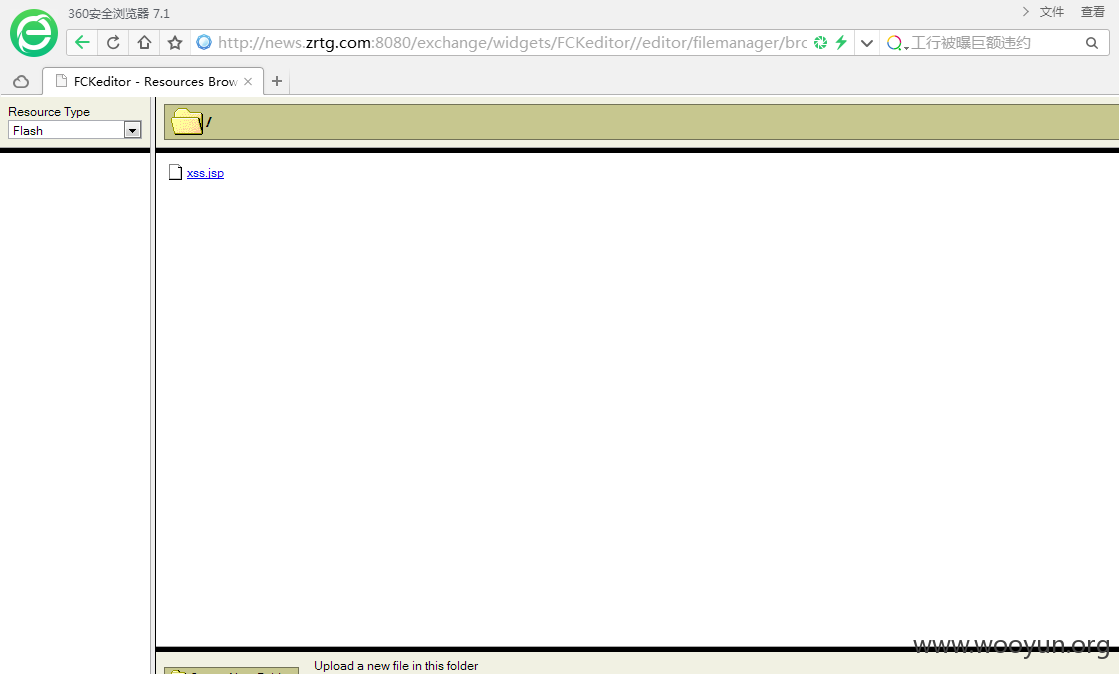 360安全浏览器 7.1
文件 查看
http://news.zrtg.com:8080/exchange/widgets/FCKeditor//editor/filemanager/brc
工行被曝巨额违约
FCKeditor - Resources Brow
Resource Type
Flash
/
xss.jsp
www.wooyun.org
Upload a new file in this folder